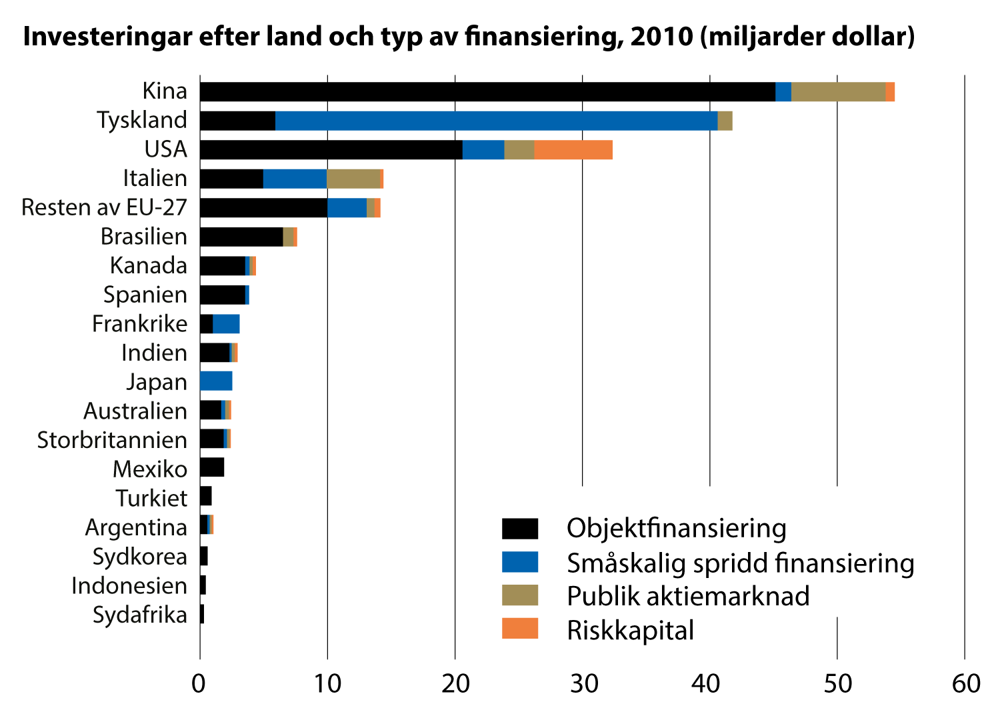 Investeringar efter land och typ av finansiering, 2010 (miljarder dollar)
Kina
Tyskland
USA
Italien
Resten av EU-27
Brasilien
Kanada
Spanien
Frankrike
Indien
Japan
Australien
Storbritannien
Mexiko
Turkiet
Argentina
Sydkorea
Indonesien
Sydafrika
Objektfinansiering
Småskalig spridd finansiering
Publik aktiemarknad
Riskkapital
0 10 20 30 40 50 60